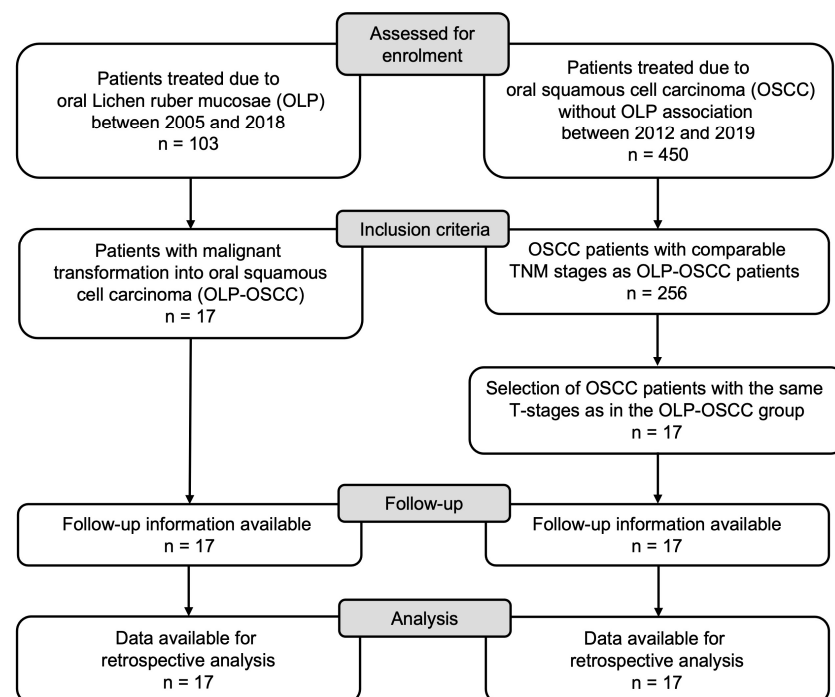 Assessed for
enrolment
Patients treated due to
oral Lichen ruber mucosae (OLP)
between 2005 and 2018
n = 103
Patients treated due to
oral squamous cell carcinoma (OSCC)
without OLP association
between 2012 and 2019
n = 450
Inclusion criteria
Patients with malignant
transformation into oral squamous
cell carcinoma (OLP-OSCC)
n = 17
OSCC patients with comparable
TNM stages as OLP-OSCC patients
n = 256
Selection of OSCC patients with the same
T-stages as in the OLP-OSCC group
n = 17
Follow-up
Follow-up information available
n = 17
Follow-up information available
n = 17
Analysis
Data available for
retrospective analysis
n = 17
Data available for
retrospective analysis
n = 17